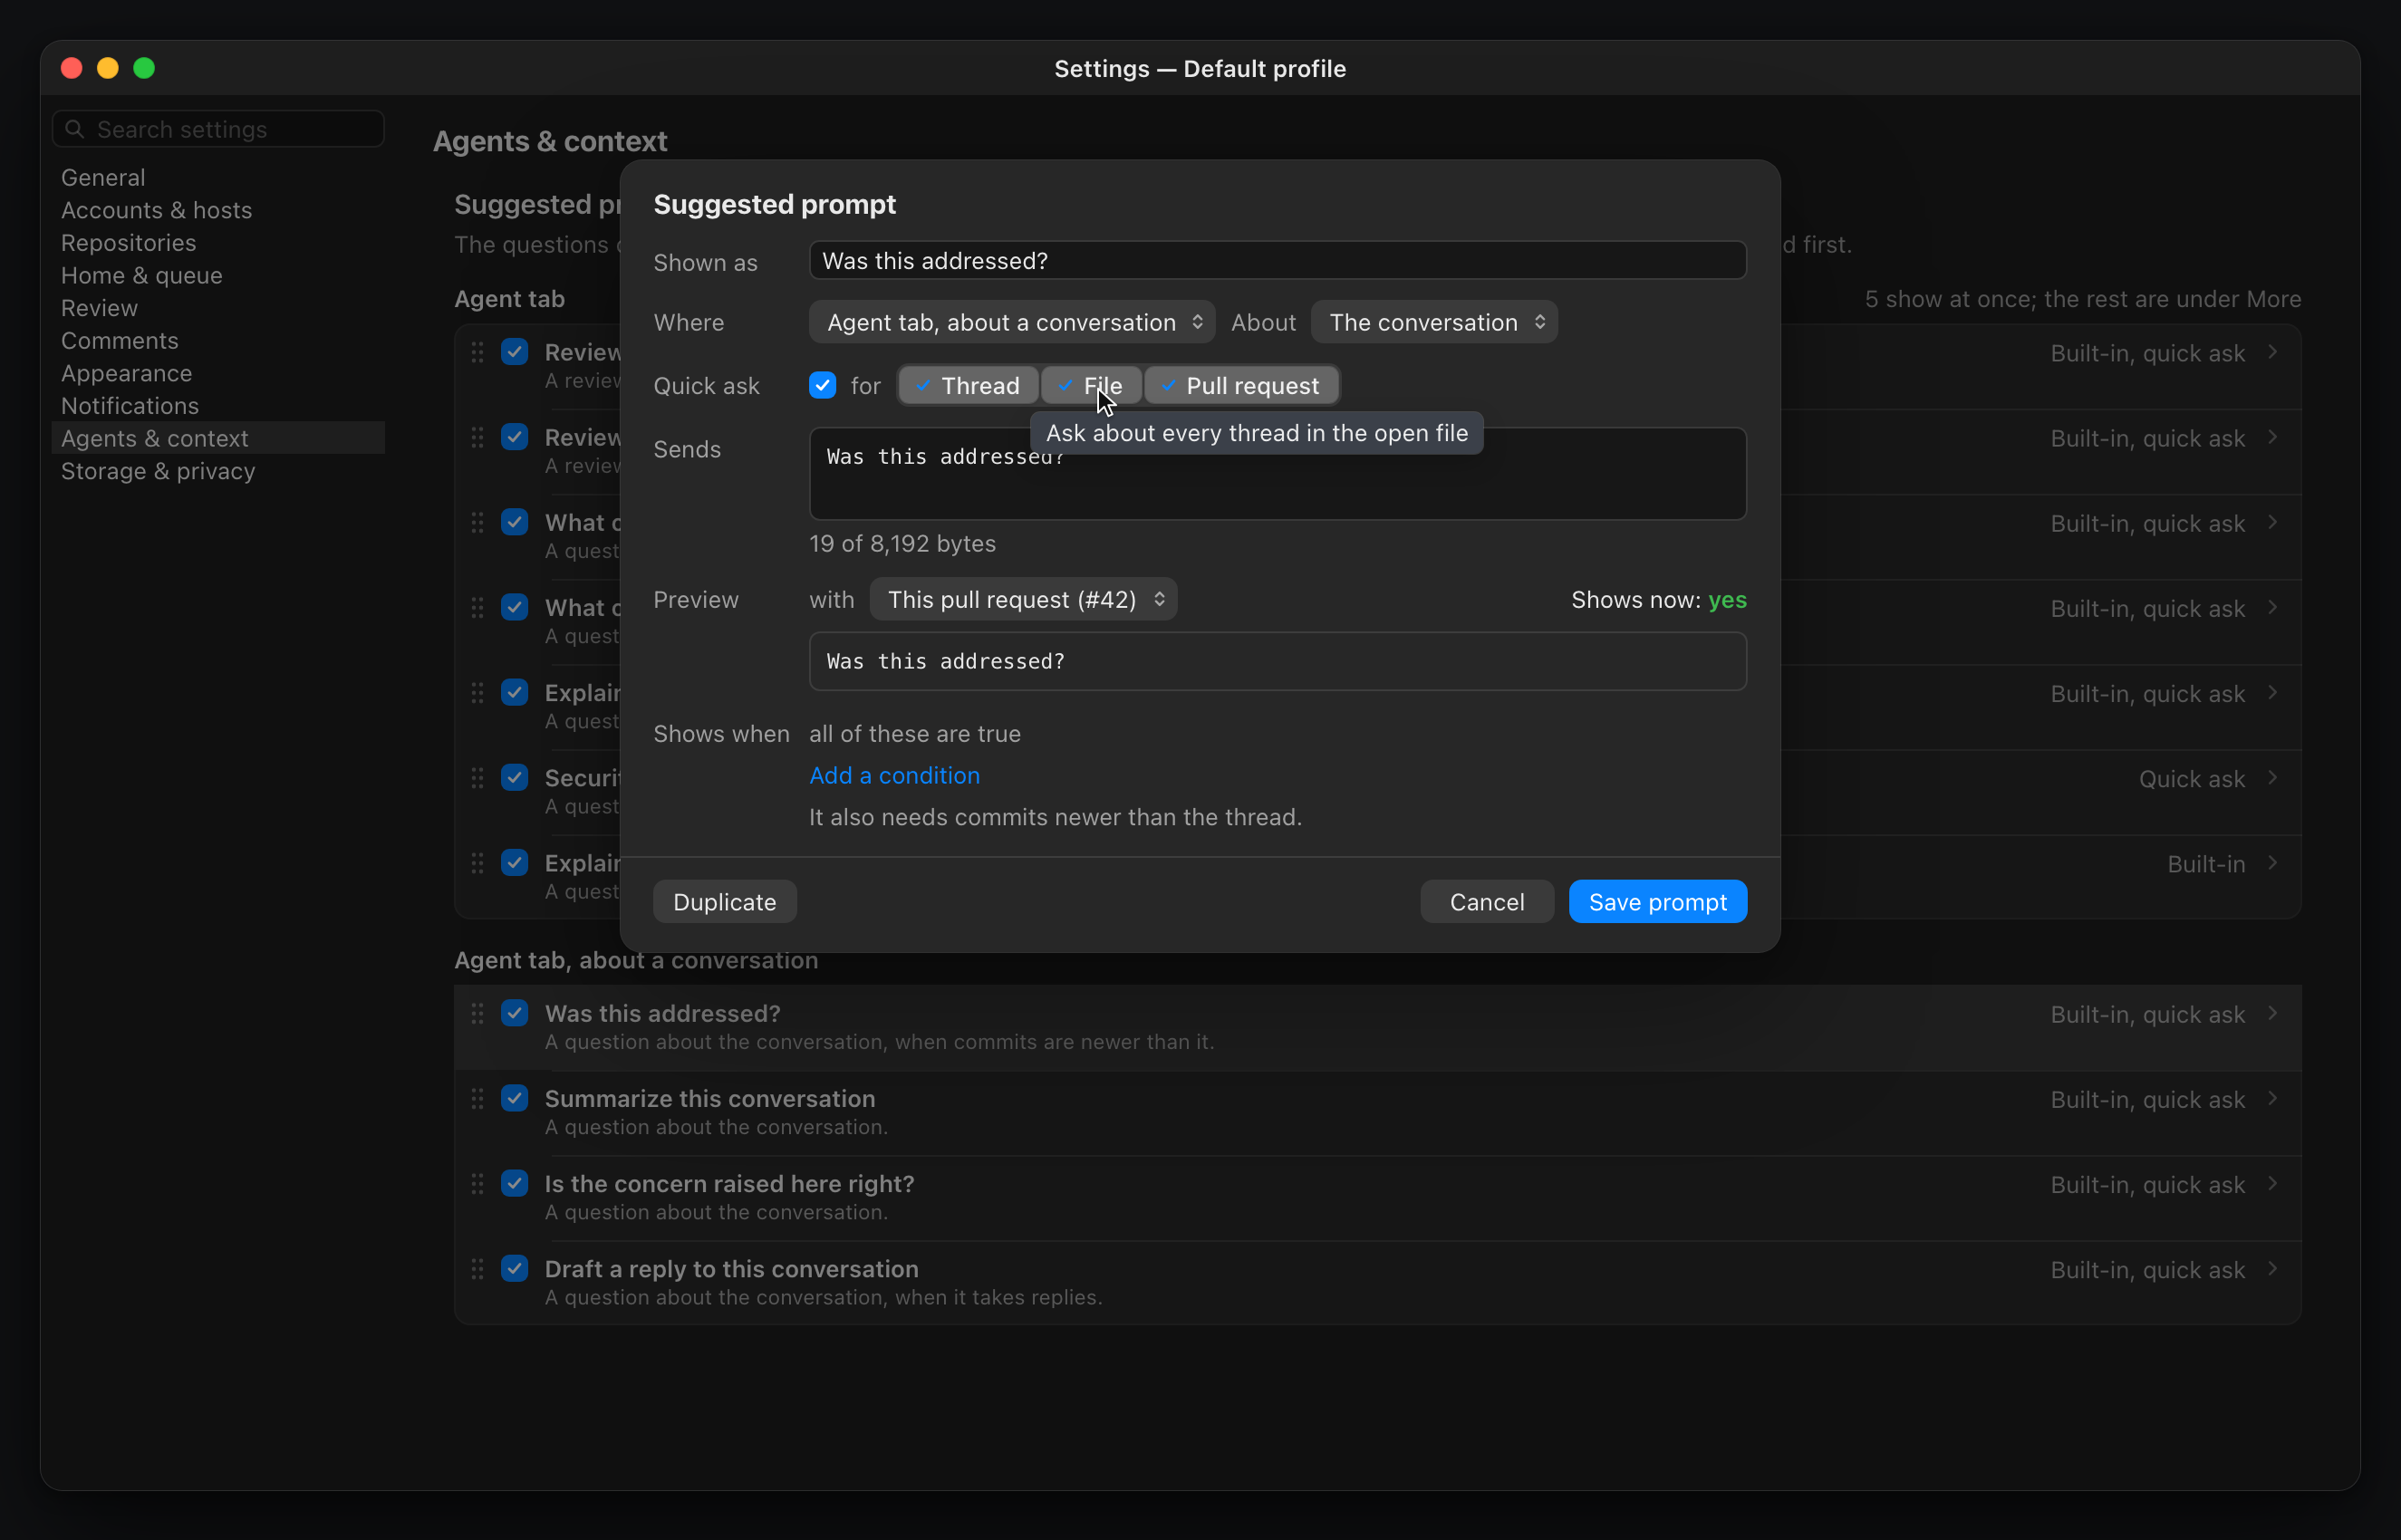 Settings — Default profile
Search settings
General
Accounts & hosts
Repositories
Home & queue
Review
Comments
Appearance
Notifications
Agents & context
Storage & privacy
Agents & context
Suggested
The questions
d first.
Agent tab
5 show at once; the rest are under More
Review
A review
Built-in, quick ask
Review
A review
Built-in, quick ask
What
A quest
Built-in, quick ask
What
A quest
Built-in, quick ask
Explain
A quest
Built-in, quick ask
Securit
A quest
Quick ask
Explain
A quest
Built-in
Suggested prompt
Shown as
Was this addressed?
Where
Agent tab, about a conversation
About
The conversation
Quick ask
for
Thread
File
Pull request
Ask about every thread in the open file
Sends
Was this addressed?
19 of 8,192 bytes
Preview
with
This pull request (#42)
Shows now: yes
Was this addressed?
Shows when
all of these are true
Add a condition
It also needs commits newer than the thread.
Duplicate
Cancel
Save prompt
Agent tab, about a conversation
Was this addressed?
A question about the conversation, when commits are newer than it.
Built-in, quick ask
Summarize this conversation
A question about the conversation.
Built-in, quick ask
Is the concern raised here right?
A question about the conversation.
Built-in, quick ask
Draft a reply to this conversation
A question about the conversation, when it takes replies.
Built-in, quick ask